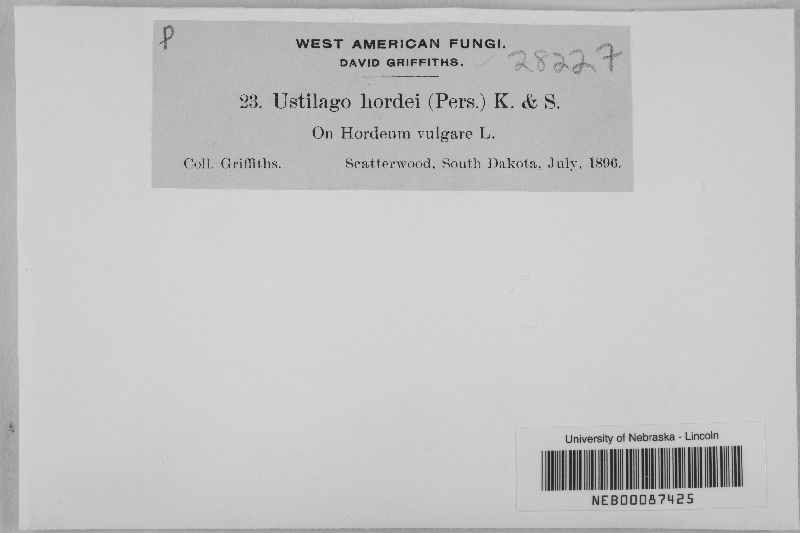 P
WEST AMERICAN FUNGI.
DAVID GRIFFITHS.
28227
23. Ustilago hordei (Pers.) K. & S.
On Hordeum vulgare L.
Coll. Griffiths. Scatterwood, South Dakota, July, 1896.
University of Nebraska - Lincoln
NEB00087425